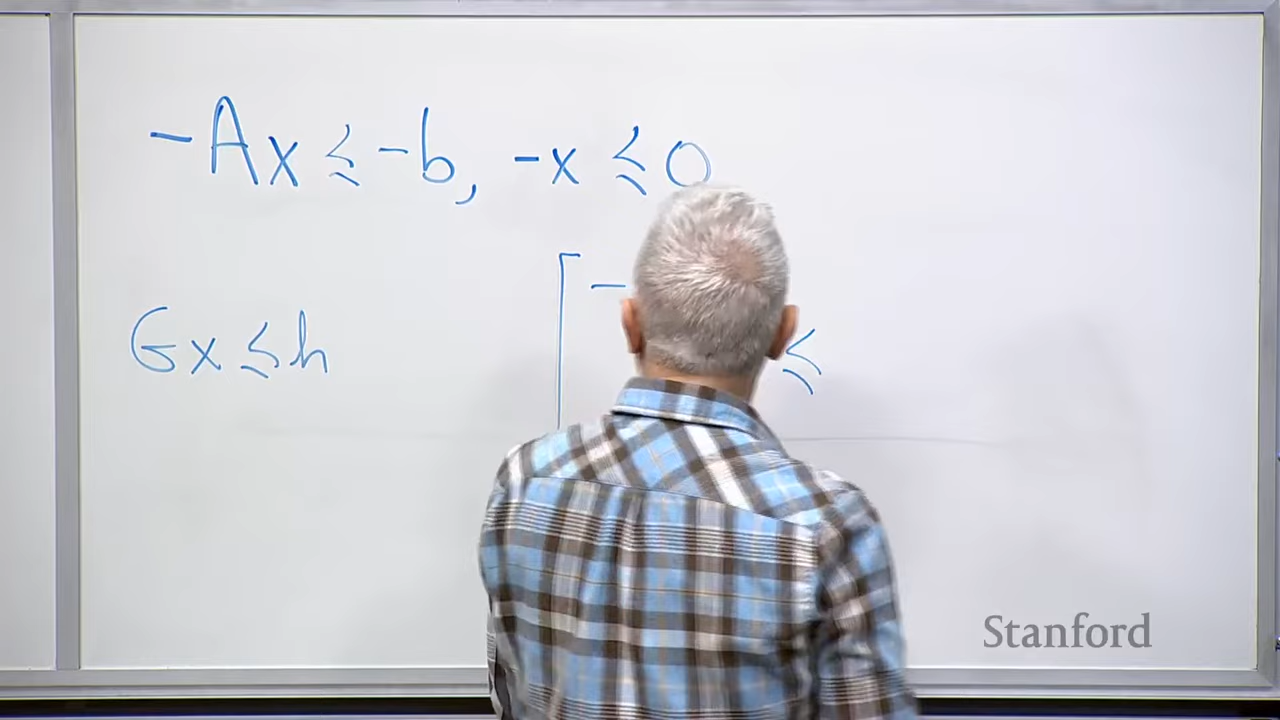 -Ax ≤ -b, -x ≤ 0
Gx ≤ h
[ - ≤
Stanford